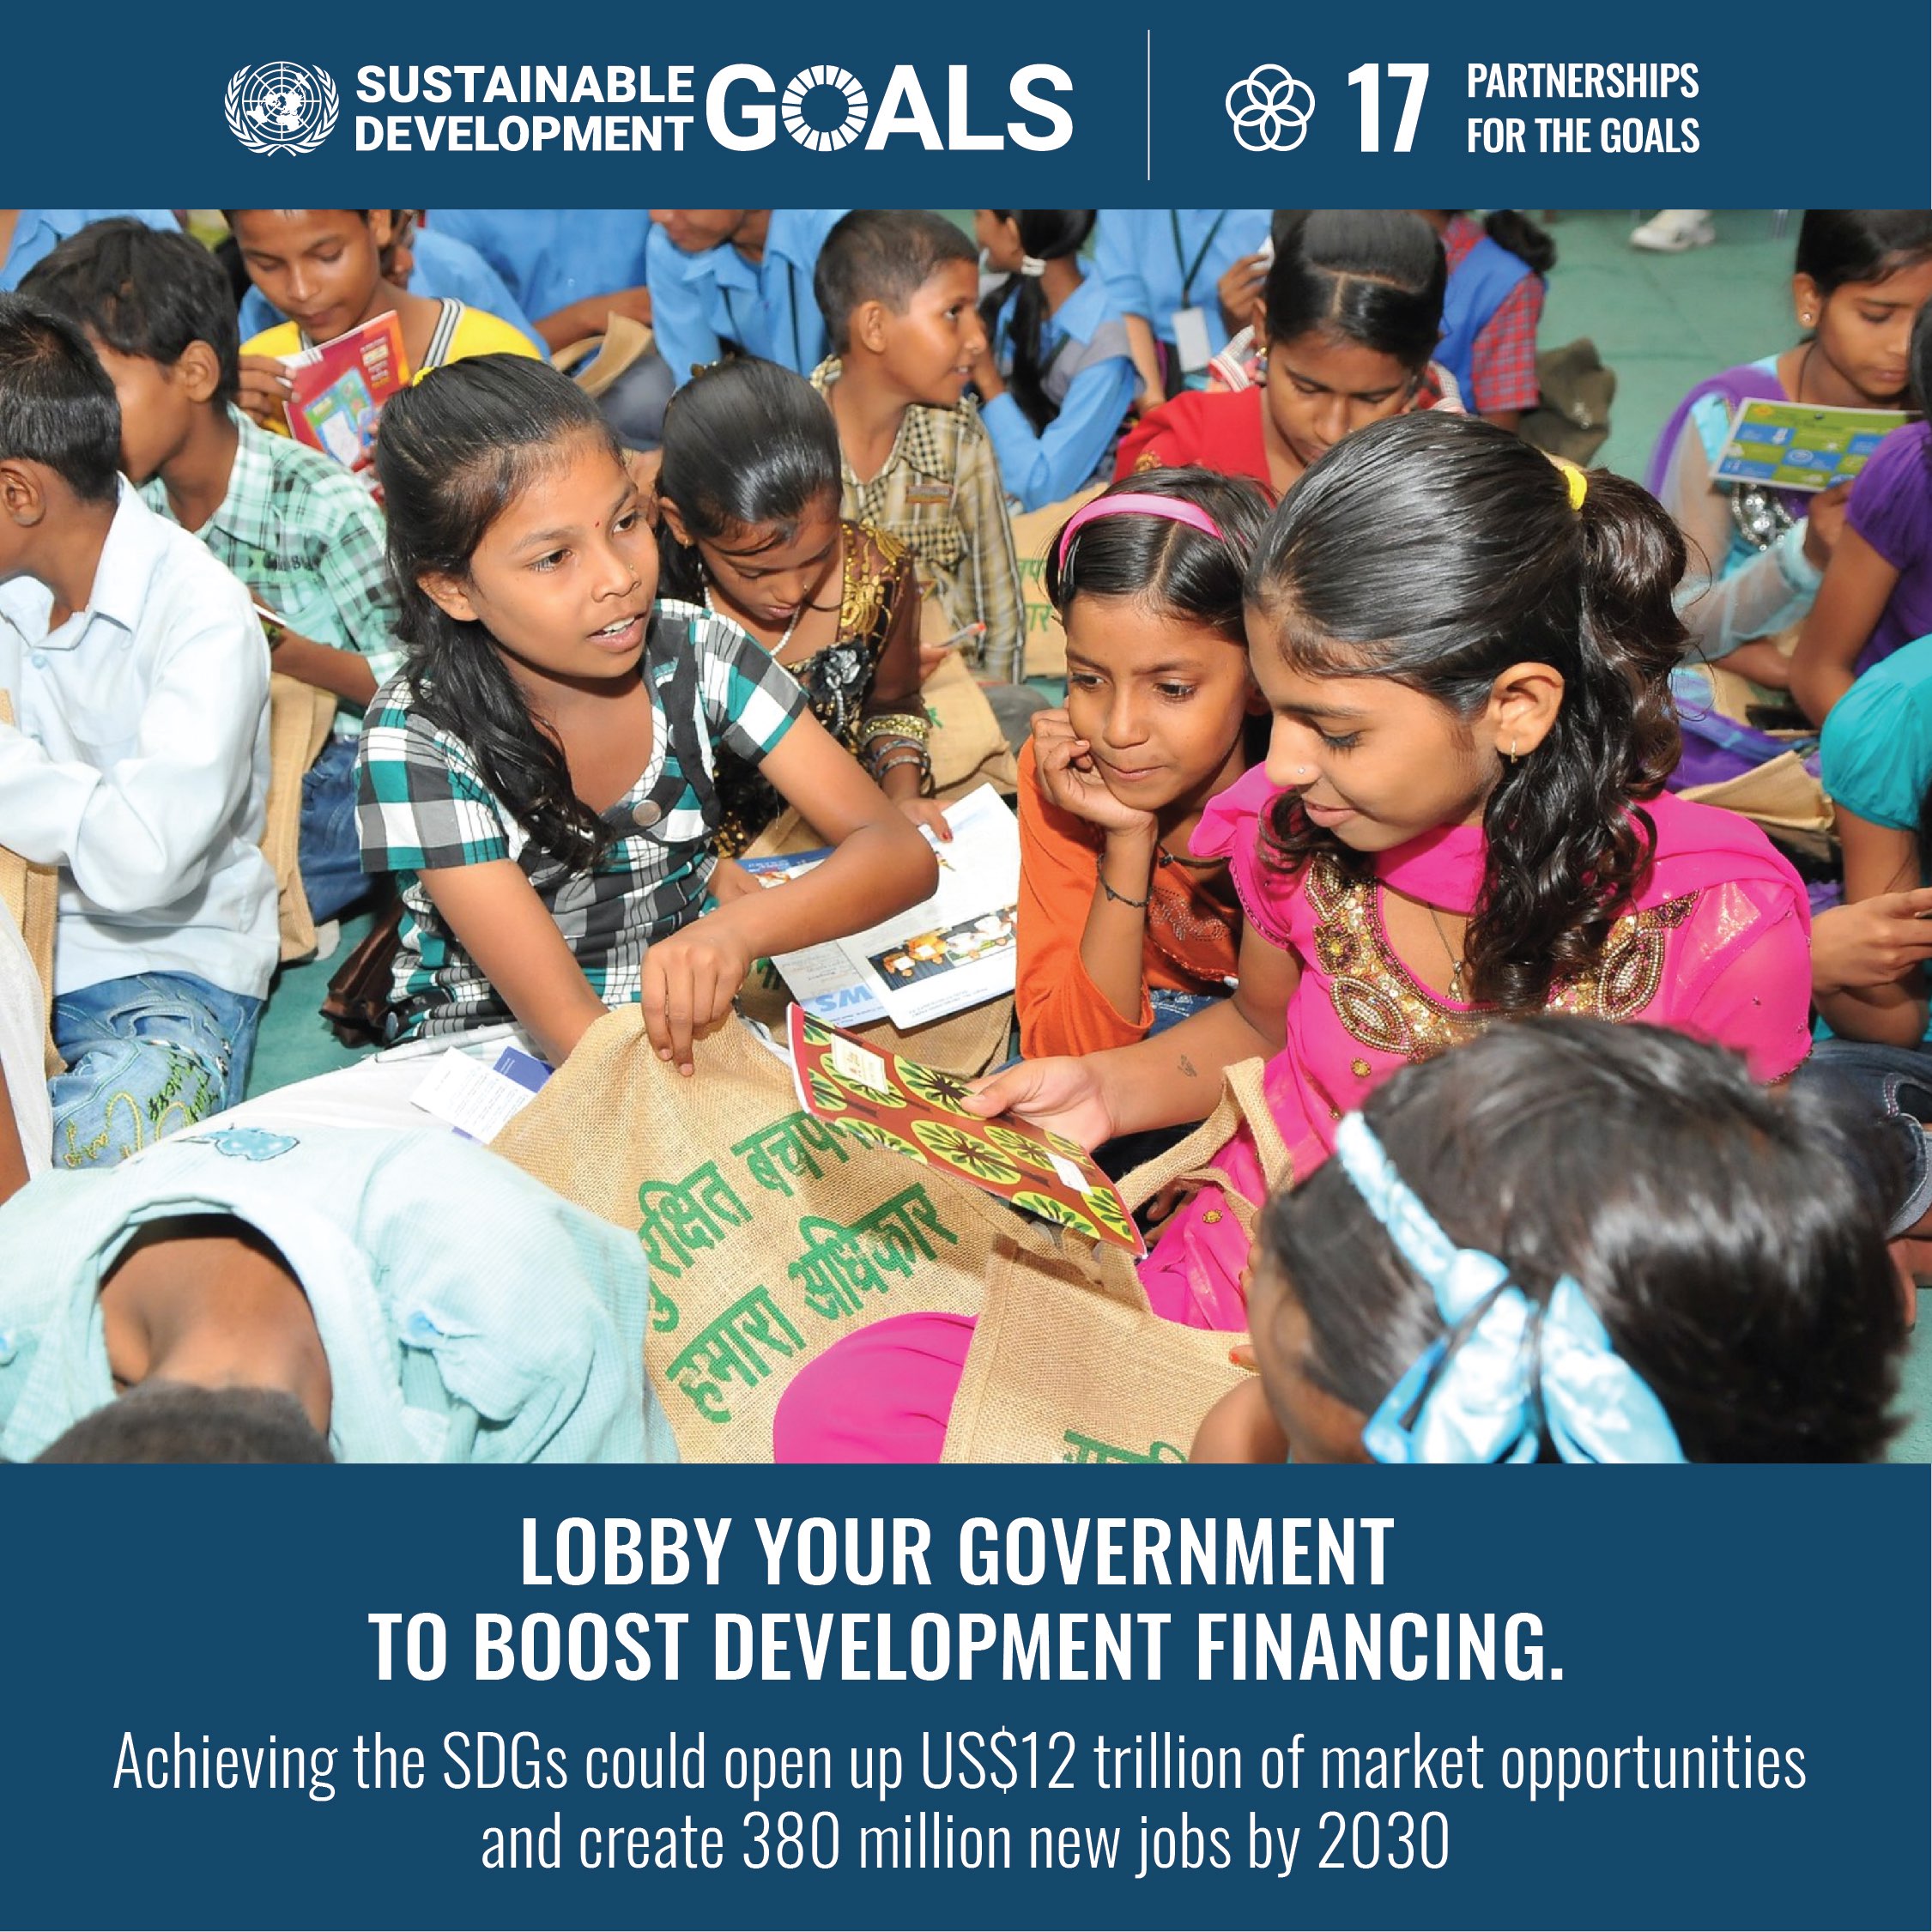 SUSTAINABLE
DEVELOPMENT
GOALS
17
PARTNERSHIPS
FOR THE GOALS
हमारा अधिकार
LOBBY YOUR GOVERNMENT
TO BOOST DEVELOPMENT FINANCING.
Achieving the SDGs could open up US$12 trillion of market opportunities
and create 380 million new jobs by 2030